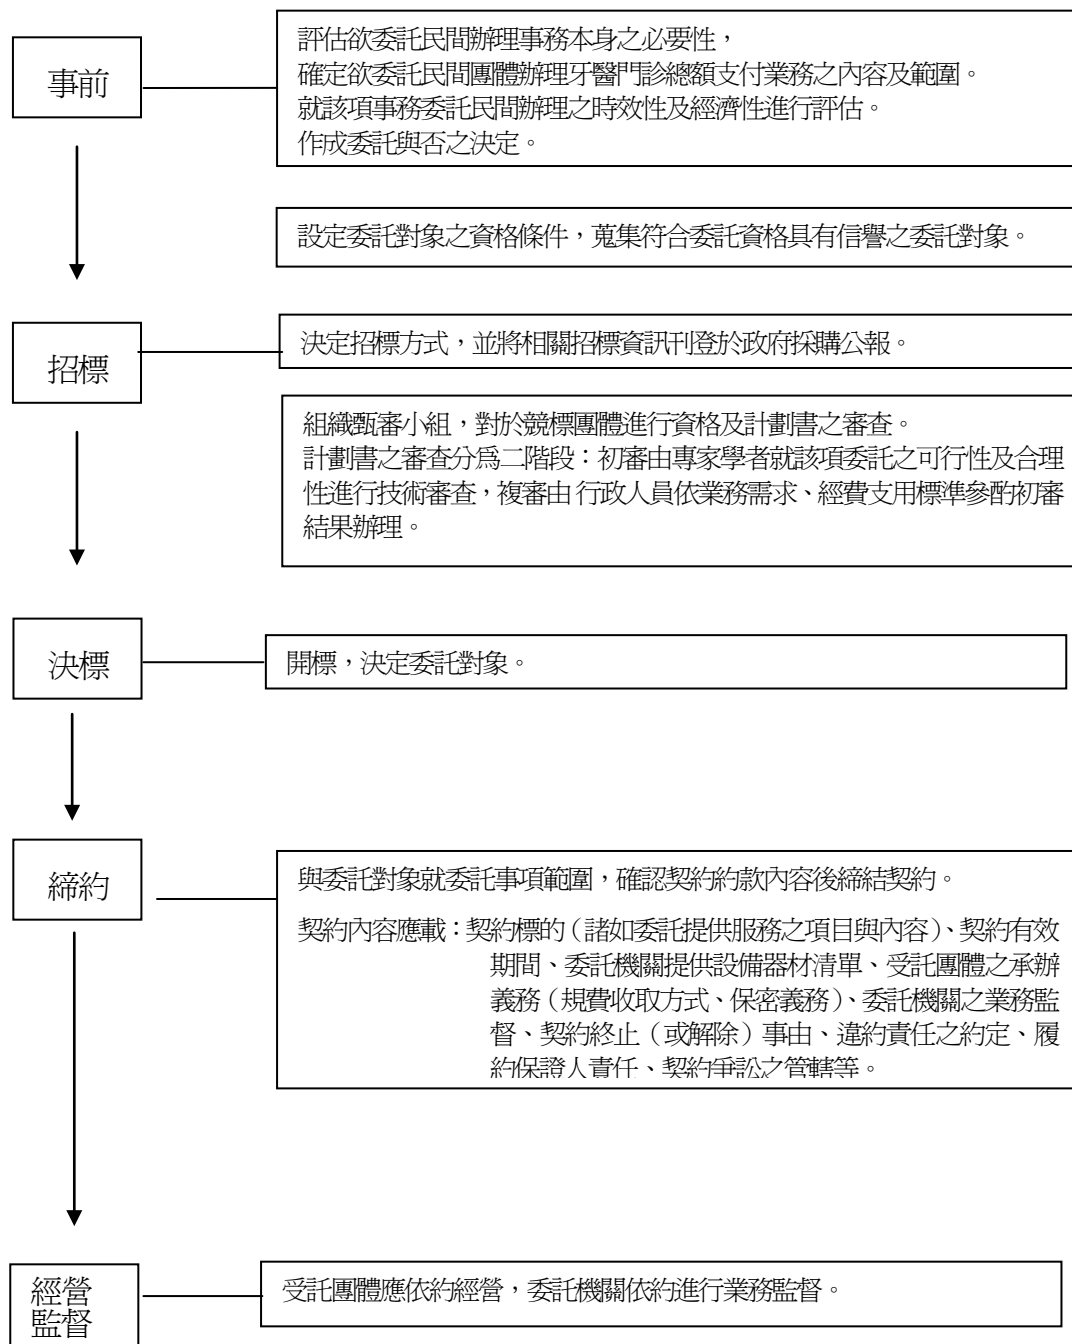 事前
評估欲委託民間辦理事務本身之必要性，
確定欲委託民間團體辦理牙醫門診總額支付業務之內容及範圍。
就該項事務委託民間辦理之時效性及經濟性進行評估。
作成委託與否之決定。
設定委託對象之資格條件，蒐集符合委託資格具有信譽之委託對象。
招標
決定招標方式，並將相關招標資訊刊登於政府採購公報。
組織甄審小組，對於競標團體進行資格及計劃書之審查。
計劃書之審查分為二階段：初審由專家學者就該項委託之可行性及合理
性進行技術審查，複審由 行政人員依業務需求、經費支用標準參酌初審
結果辦理。
決標
開標，決定委託對象。
締約
與委託對象就委託事項範圍，確認契約約款內容後締結契約。
契約內容應載：契約標的（諸如委託提供服務之項目與內容）、契約有效
期間、委託機關提供設備器材清單、受託團體之承辦
義務（規費收取方式、保密義務）、委託機關之業務監
督、契約終止（或解除）事由、違約責任之約定、履
約保證人責任、契約爭訟之管轄等。
經營
監督
受託團體應依約經營，委託機關依約進行業務監督。